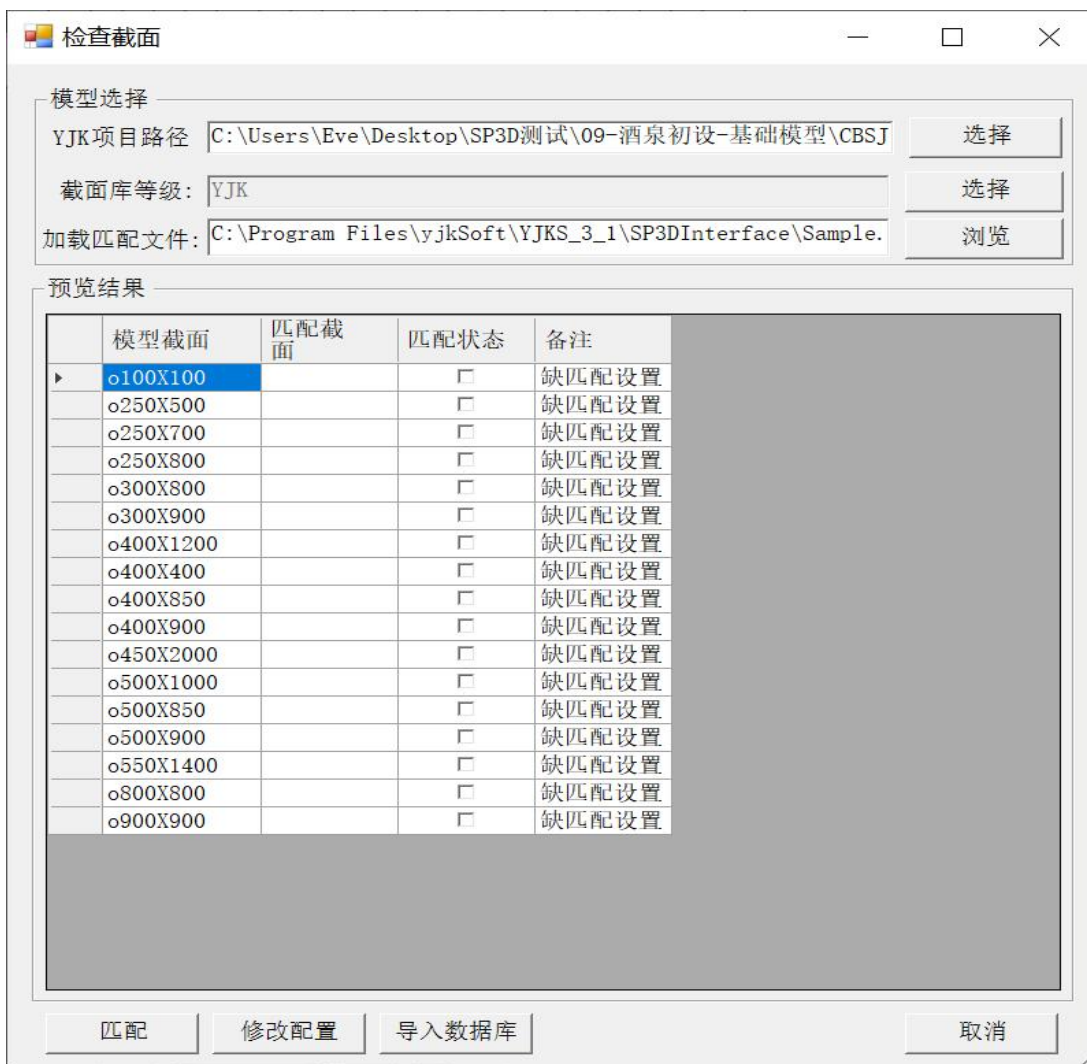 检查截面
模型选择
YJK项目路径 C:\Users\Eve\Desktop\SP3D测试\09-酒泉初设-基础模型\CBSJ 选择
截面库等级: YJK 选择
加载匹配文件: C:\Program Files\yjkSoft\YJKS_3_1\SP3DInterface\Sample. 浏览
预览结果
模型截面 匹配截面 匹配状态 备注
o100X100 缺匹配设置
o250X500 缺匹配设置
o250X700 缺匹配设置
o250X800 缺匹配设置
o300X800 缺匹配设置
o300X900 缺匹配设置
o400X1200 缺匹配设置
o400X400 缺匹配设置
o400X850 缺匹配设置
o400X900 缺匹配设置
o450X2000 缺匹配设置
o500X1000 缺匹配设置
o500X850 缺匹配设置
o500X900 缺匹配设置
o550X1400 缺匹配设置
o800X800 缺匹配设置
o900X900 缺匹配设置
匹配 修改配置 导入数据库 取消